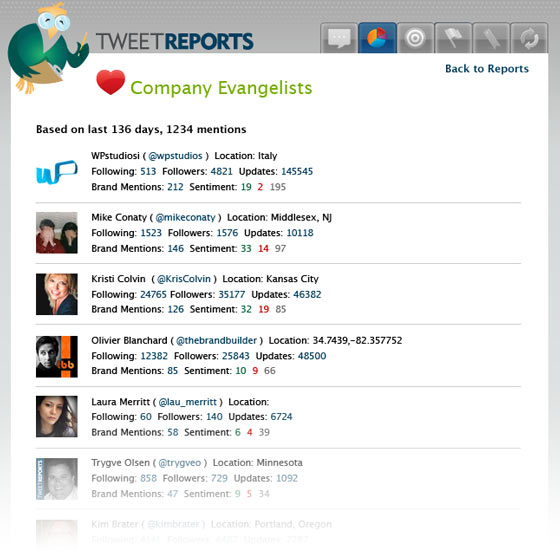 TWEETREPORTS
Back to Reports
Company Evangelists
Based on last 136 days, 1234 mentions
WPstudiosi ( @wpstudios ) Location: Italy
Following: 513 Followers: 4821 Updates: 145545
Brand Mentions: 212 Sentiment: 19 2 195
Mike Conaty ( @mikeconaty ) Location: Middlesex, NJ
Following: 1523 Followers: 1576 Updates: 10118
Brand Mentions: 146 Sentiment: 33 14 97
Kristi Colvin ( @KrisColvin ) Location: Kansas City
Following: 24765 Followers: 35177 Updates: 46382
Brand Mentions: 126 Sentiment: 32 19 85
Olivier Blanchard ( @thebrandbuilder ) Location: 34.7439,-82.357752
Following: 12382 Followers: 25843 Updates: 48500
Brand Mentions: 85 Sentiment: 10 9 66
bb
Laura Merritt ( @lau_merritt ) Location:
Following: 60 Followers: 140 Updates: 6724
Brand Mentions: 58 Sentiment: 6 4 39
Trygve Olsen ( @trygveo ) Location: Minnesota
Following: 858 Followers: 729 Updates: 1092
Brand Mentions: 47 Sentiment: 9 5 34
TWEETREPORTS
Kim Brater ( @kimbrater ) Location: Portland, Oregon
Following: Followers: Updates: